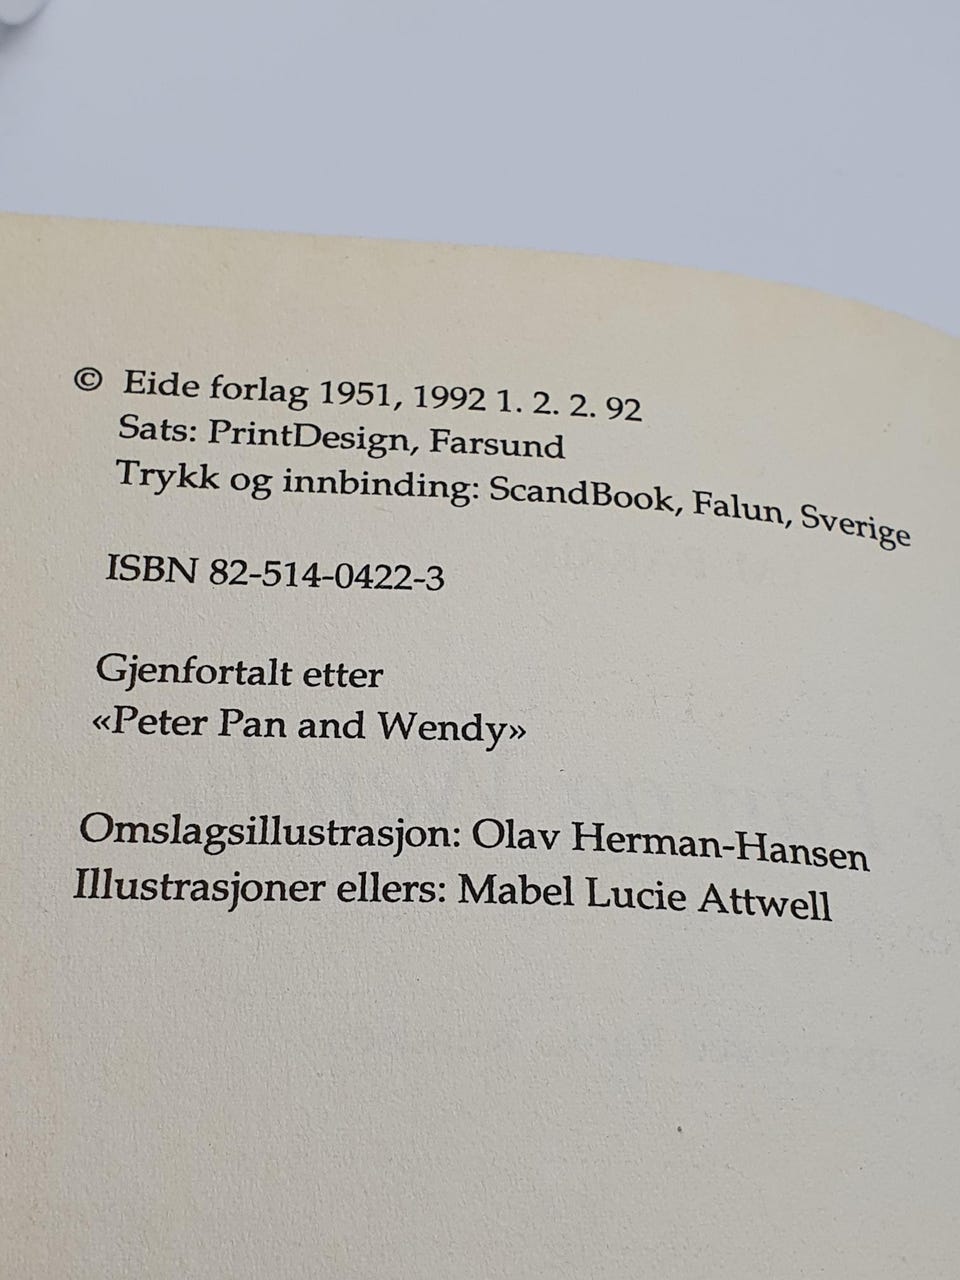 © Eide forlag 1951, 1992 1. 2. 2. 92
Sats: PrintDesign, Farsund
Trykk og innbinding: ScandBook, Falun, Sverige
ISBN 82-514-0422-3
Gjenfortalt etter
«Peter Pan and Wendy»
Omslagsillustrasjon: Olav Herman-Hansen
Illustrasjoner ellers: Mabel Lucie Attwell